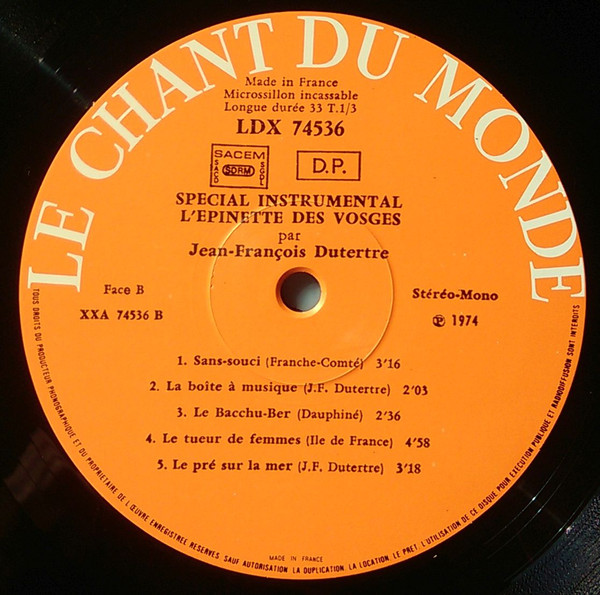 LE CHANT DU MONDE
Made in France
Microssillon incassable
Longue durée 33 T.1/3
LDX 74536
SACEM
SACD SDRM SGDL
D.P.
SPECIAL INSTRUMENTAL
L'EPINETTE DES VOSGES
par
Jean-François Dutertre
Face B
XXA 74536 B
Stéréo-Mono
Ⓟ 1974
1. Sans-souci (Franche-Comté) 3'16
2. La boîte à musique (J.F. Dutertre) 2'03
3. Le Bacchu-Ber (Dauphiné) 2'36
4. Le tueur de femmes (Ile de France) 4'58
5. Le pré sur la mer (J.F. Dutertre) 3'18
MADE IN FRANCE
TOUS DROITS DU PRODUCTEUR PHONOGRAPHIQUE ET DU PROPRIETAIRE DE L'ŒUVRE ENREGISTREE RESERVES SAUF AUTORISATION LA DUPLICATION, LA LOCATION, LE PRET, L'UTILISATION DE CE DISQUE POUR EXECUTION PUBLIQUE ET RADIODIFFUSION SONT INTERDITS